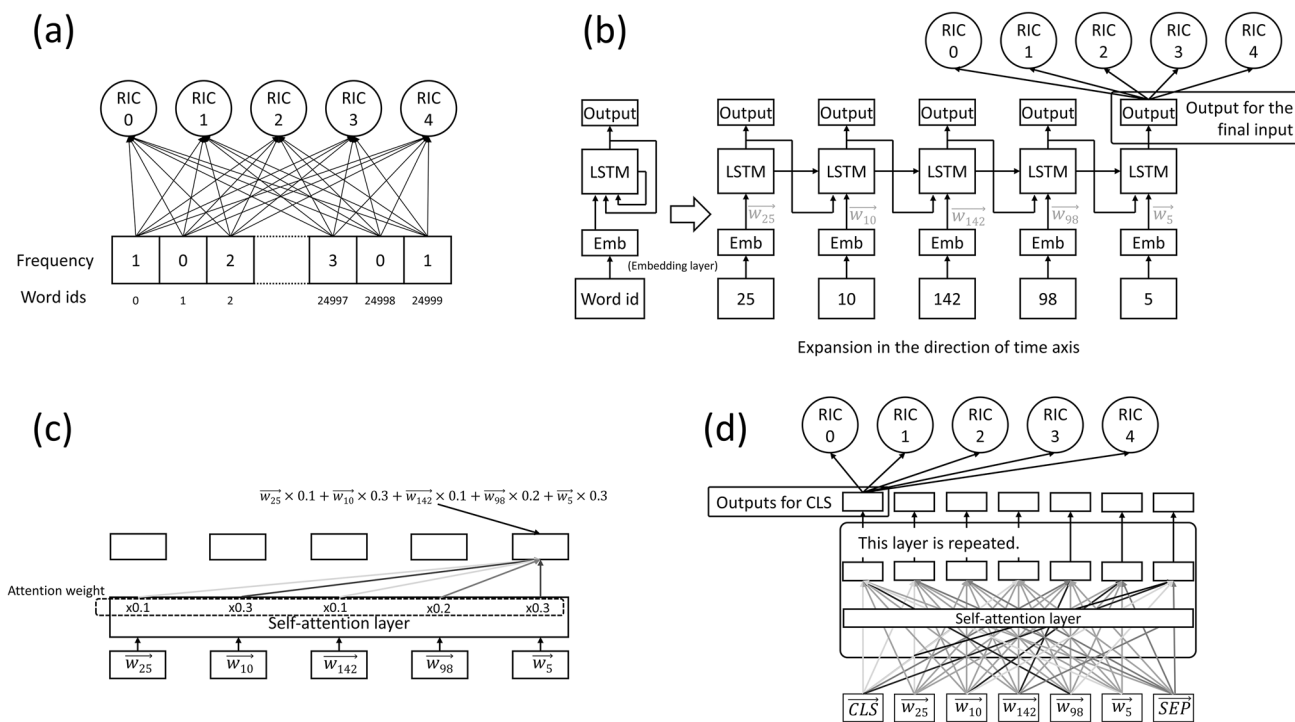 (a)
RIC 0
RIC 1
RIC 2
RIC 3
RIC 4
Frequency
1 0 2 3 0 1
Word ids
0 1 2 24997 24998 24999
(b)
RIC 0
RIC 1
RIC 2
RIC 3
RIC 4
Output Output Output Output Output Output
Output for the
final input
LSTM LSTM LSTM LSTM LSTM LSTM
w25 w10 w142 w98 w5
Emb Emb Emb Emb Emb Emb
(Embedding layer)
Word id 25 10 142 98 5
Expansion in the direction of time axis
(c)
w25 × 0.1 + w10 × 0.3 + w142 × 0.1 + w98 × 0.2 + w5 × 0.3
Attention weight
x0.1 x0.3 x0.1 x0.2 x0.3
Self-attention layer
w25 w10 w142 w98 w5
(d)
RIC 0
RIC 1
RIC 2
RIC 3
RIC 4
Outputs for CLS
This layer is repeated.
Self-attention layer
CLS w25 w10 w142 w98 w5 SEP